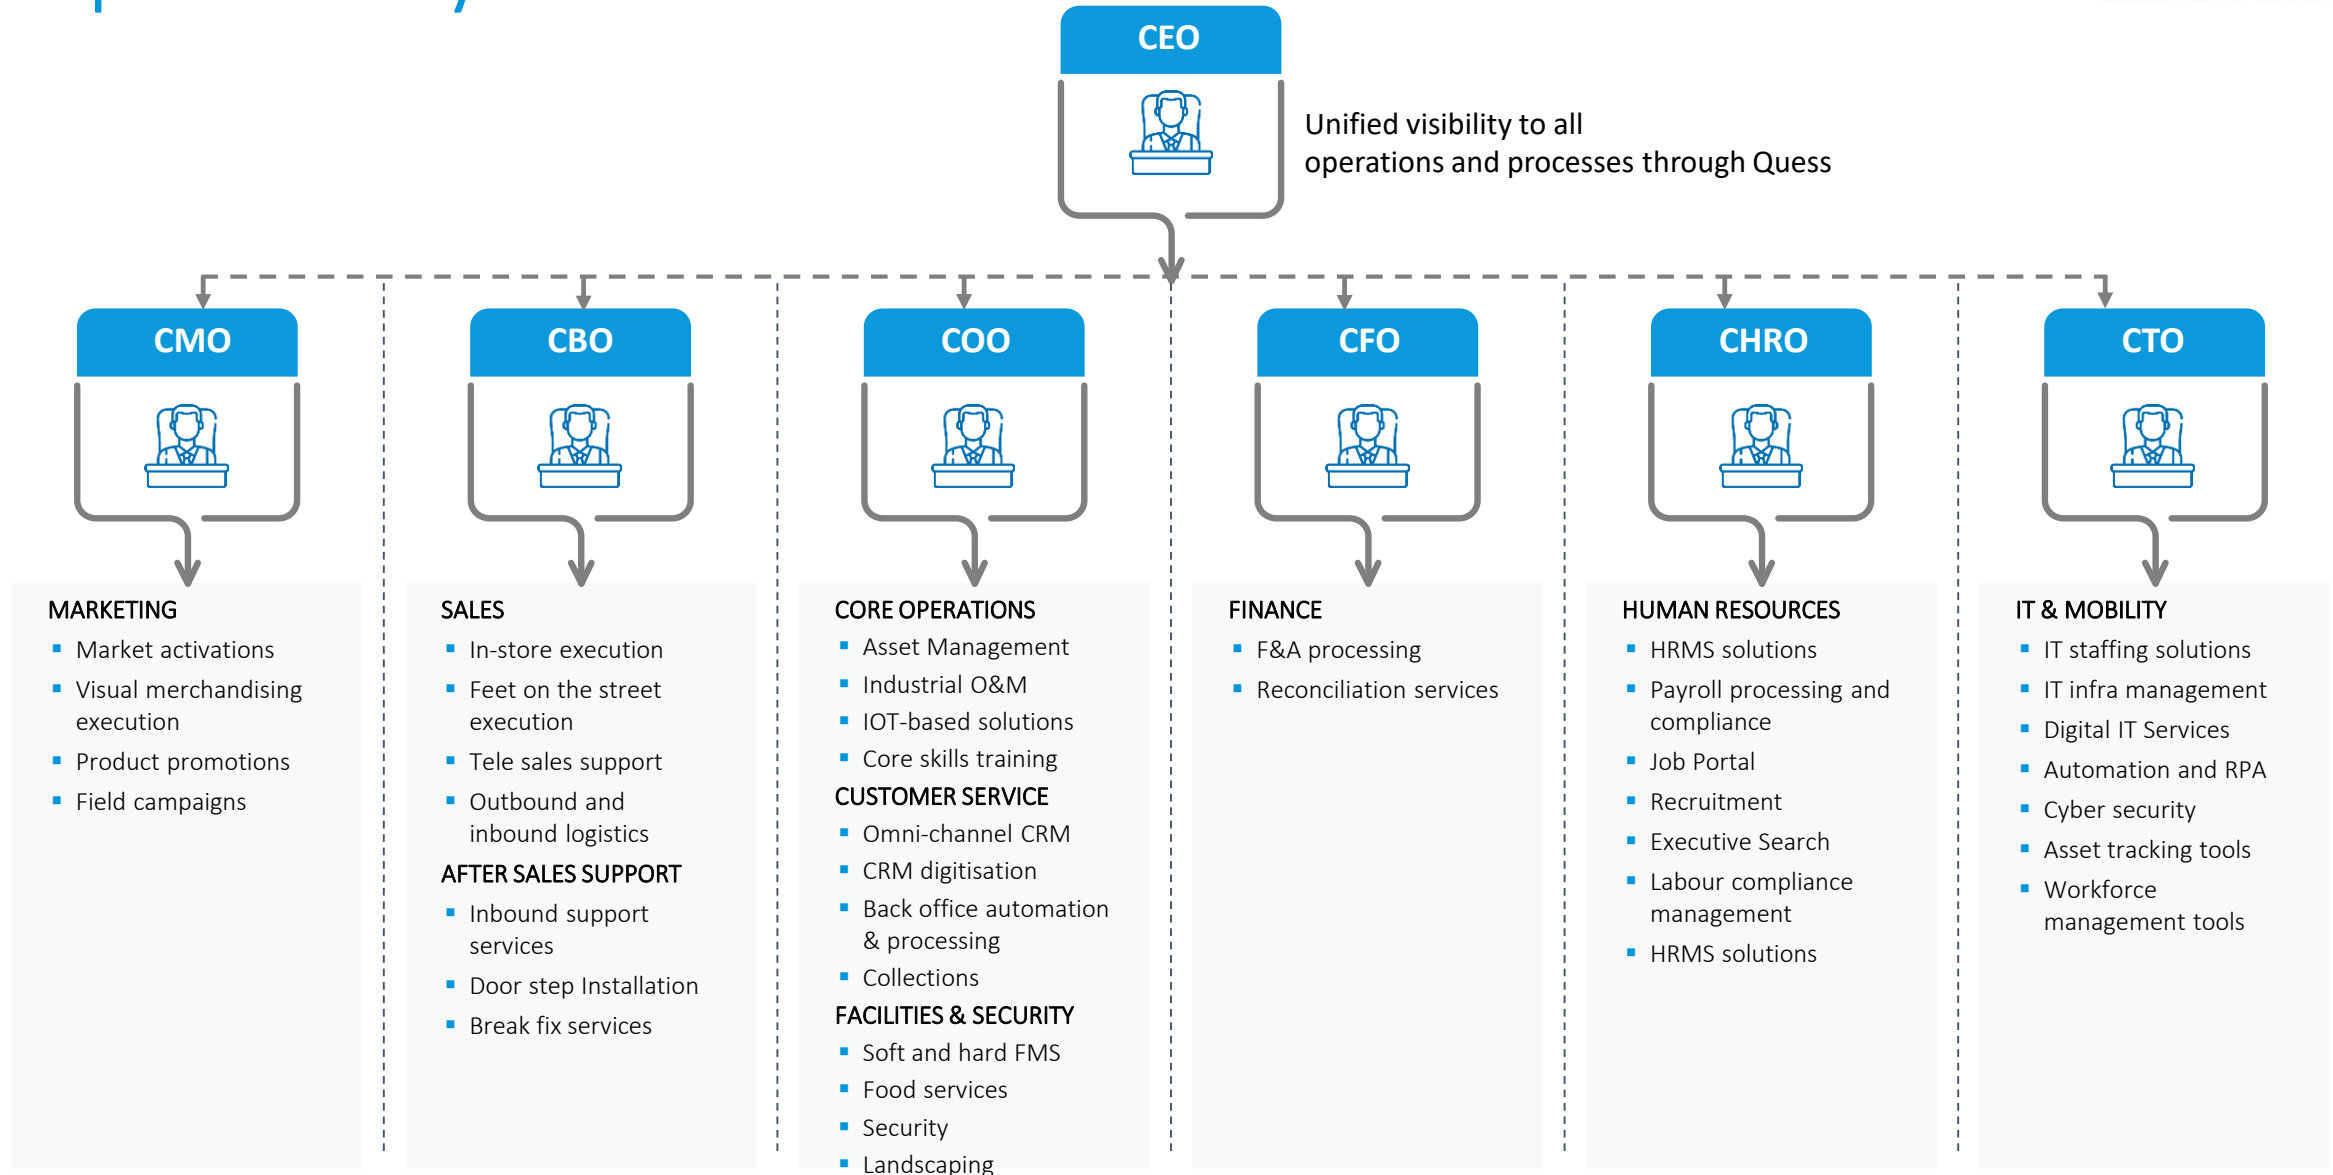 CEO
Unified visibility to all
operations and processes through Quess
CMO
CBO
COO
CFO
CHRO
CTO
MARKETING
Market activations
Visual merchandising
execution
Product promotions
Field campaigns
SALES
In-store execution
Feet on the street
execution
Tele sales support
Outbound and
inbound logistics
AFTER SALES SUPPORT
Inbound support
services
Door step Installation
Break fix services
CORE OPERATIONS
Asset Management
Industrial O&M
IOT-based solutions
Core skills training
CUSTOMER SERVICE
Omni-channel CRM
CRM digitisation
Back office automation
& processing
Collections
FACILITIES & SECURITY
Soft and hard FMS
Food services
Security
Landscaping
FINANCE
F&A processing
Reconciliation services
HUMAN RESOURCES
HRMS solutions
Payroll processing and
compliance
Job Portal
Recruitment
Executive Search
Labour compliance
management
HRMS solutions
IT & MOBILITY
IT staffing solutions
IT infra management
Digital IT Services
Automation and RPA
Cyber security
Asset tracking tools
Workforce
management tools